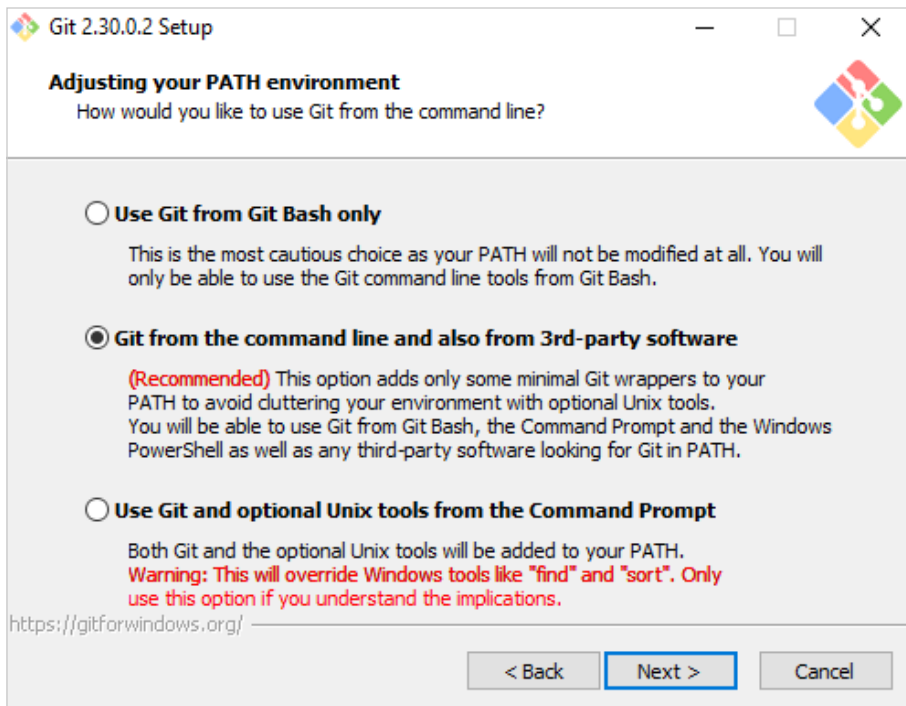 Git 2.30.0.2 Setup
Adjusting your PATH environment
How would you like to use Git from the command line?
Use Git from Git Bash only
This is the most cautious choice as your PATH will not be modified at all. You will
only be able to use the Git command line tools from Git Bash.
Git from the command line and also from 3rd-party software
(Recommended) This option adds only some minimal Git wrappers to your
PATH to avoid cluttering your environment with optional Unix tools.
You will be able to use Git from Git Bash, the Command Prompt and the Windows
PowerShell as well as any third-party software looking for Git in PATH.
Use Git and optional Unix tools from the Command Prompt
Both Git and the optional Unix tools will be added to your PATH.
Warning: This will override Windows tools like "find" and "sort". Only
use this option if you understand the implications.
https://gitforwindows.org/
< Back Next > Cancel